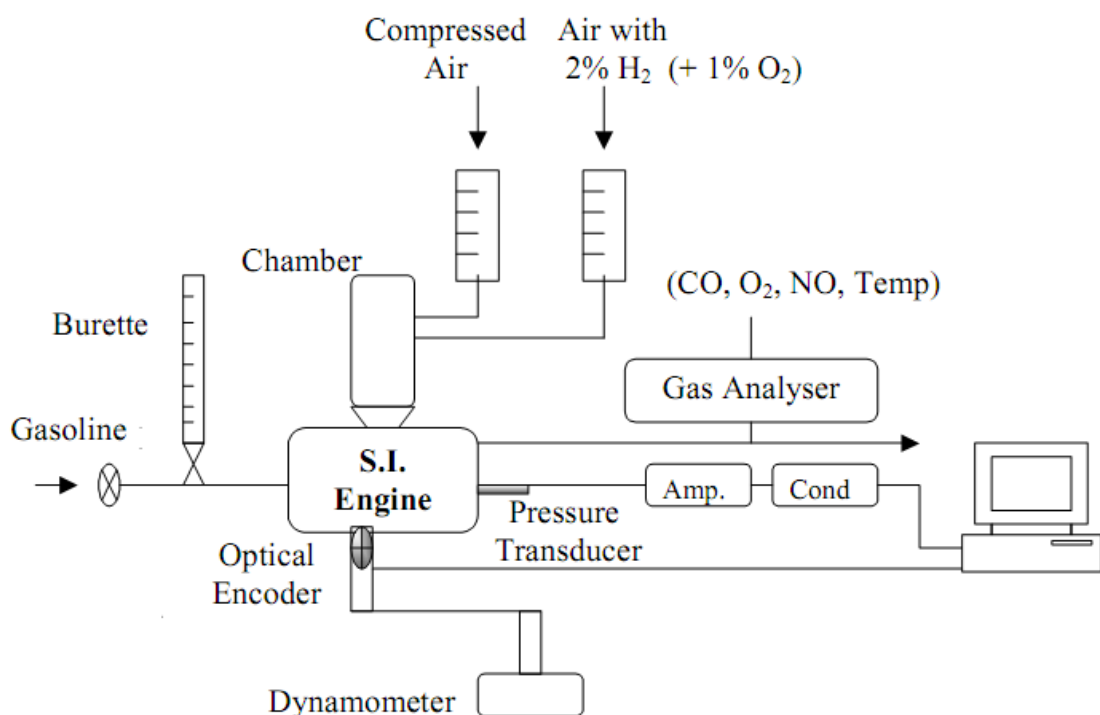 Compressed
Air
Air with
2% H₂ (+ 1% O₂)
Chamber
(CO, O₂, NO, Temp)
Burette
Gas Analyser
Gasoline
S.I.
Engine
Amp.
Cond
Pressure
Transducer
Optical
Encoder
Dynamometer